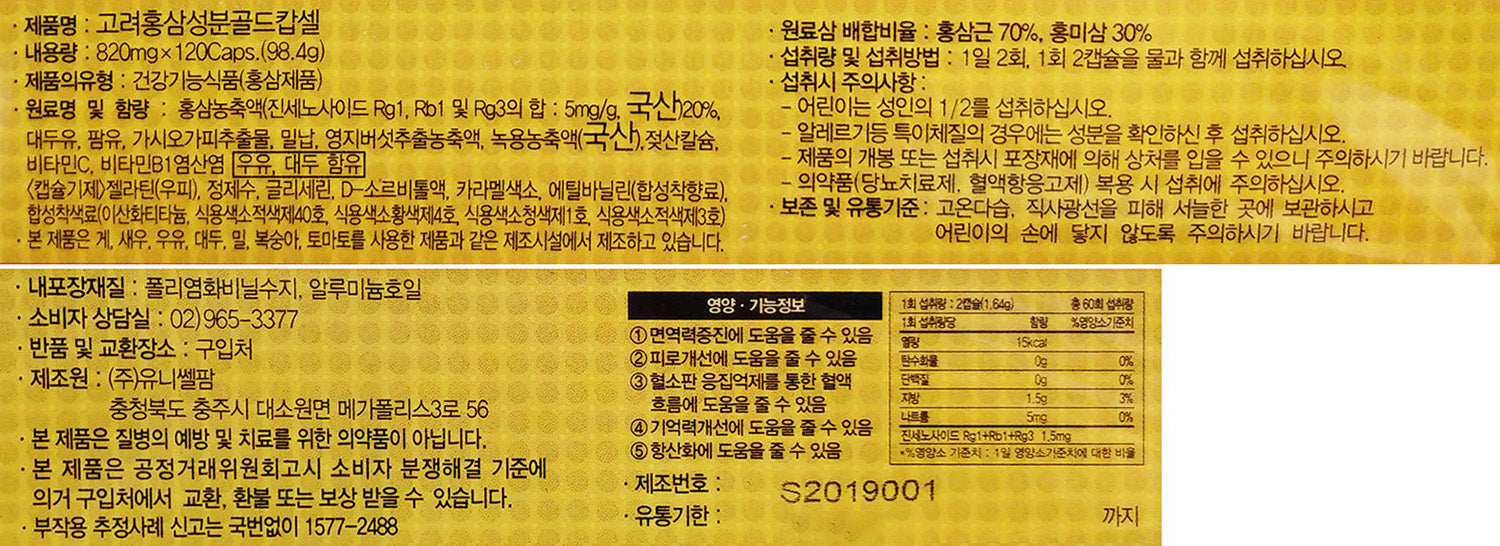 · 제품명 : 고려홍삼성분골드캅셀
· 내용량 : 820mg×120Caps.(98.4g)
· 제품의유형 : 건강기능식품(홍삼제품)
· 원료명 및 함량 : 홍삼농축액(진세노사이드 Rg1, Rb1 및 Rg3의 합 : 5mg/g, 국산)20%,
대두유, 팜유, 가시오가피추출물, 밀납, 영지버섯추출농축액, 녹용농축액(국산),젖산칼슘,
비타민C, 비타민B1염산염 우유, 대두 함유
〈캡슐기제〉젤라틴(우피), 정제수, 글리세린, D-소르비톨액, 카라멜색소, 에틸바닐린(합성착향료),
합성착색료(이산화티타늄, 식용색소적색제40호, 식용색소황색제4호, 식용색소청색제1호, 식용색소적색제3호)
· 본 제품은 게, 새우, 우유, 대두, 밀, 복숭아, 토마토를 사용한 제품과 같은 제조시설에서 제조하고 있습니다.
· 원료삼 배합비율 : 홍삼근 70%, 홍미삼 30%
· 섭취량 및 섭취방법 : 1일 2회, 1회 2캡슐을 물과 함께 섭취하십시오.
· 섭취시 주의사항 :
- 어린이는 성인의 1/2를 섭취하십시오.
- 알레르기등 특이체질의 경우에는 성분을 확인하신 후 섭취하십시오.
- 제품의 개봉 또는 섭취시 포장재에 의해 상처를 입을 수 있으니 주의하시기 바랍니다.
- 의약품(당뇨치료제, 혈액항응고제) 복용 시 섭취에 주의하십시오.
· 보존 및 유통기준 : 고온다습, 직사광선을 피해 서늘한 곳에 보관하시고
어린이의 손에 닿지 않도록 주의하시기 바랍니다.
· 내포장재질 : 폴리염화비닐수지, 알루미늄호일
· 소비자 상담실 : 02)965-3377
· 반품 및 교환장소 : 구입처
· 제조원 : (주)유니쎌팜
충청북도 충주시 대소원면 메가폴리스3로 56
· 본 제품은 질병의 예방 및 치료를 위한 의약품이 아닙니다.
· 본 제품은 공정거래위원회고시 소비자 분쟁해결 기준에
의거 구입처에서 교환, 환불 또는 보상 받을 수 있습니다.
· 부작용 추정사례 신고는 국번없이 1577-2488
영양 · 기능정보
① 면역력증진에 도움을 줄 수 있음
② 피로개선에 도움을 줄 수 있음
③ 혈소판 응집억제를 통한 혈액
흐름에 도움을 줄 수 있음
④ 기억력개선에 도움을 줄 수 있음
⑤ 항산화에 도움을 줄 수 있음
· 제조번호 : S2019001
· 유통기한 : 까지
1회 섭취량 : 2캡슐(1.64g) 총 60회 섭취량
1회 섭취량당 함량 %영양소기준치
열량 15kcal
탄수화물 0g 0%
단백질 0g 0%
지방 1.5g 3%
나트륨 5mg 0%
진세노사이드 Rg1+Rb1+Rg3 1.5mg
*%영양소 기준치 : 1일 영양소기준치에 대한 비율